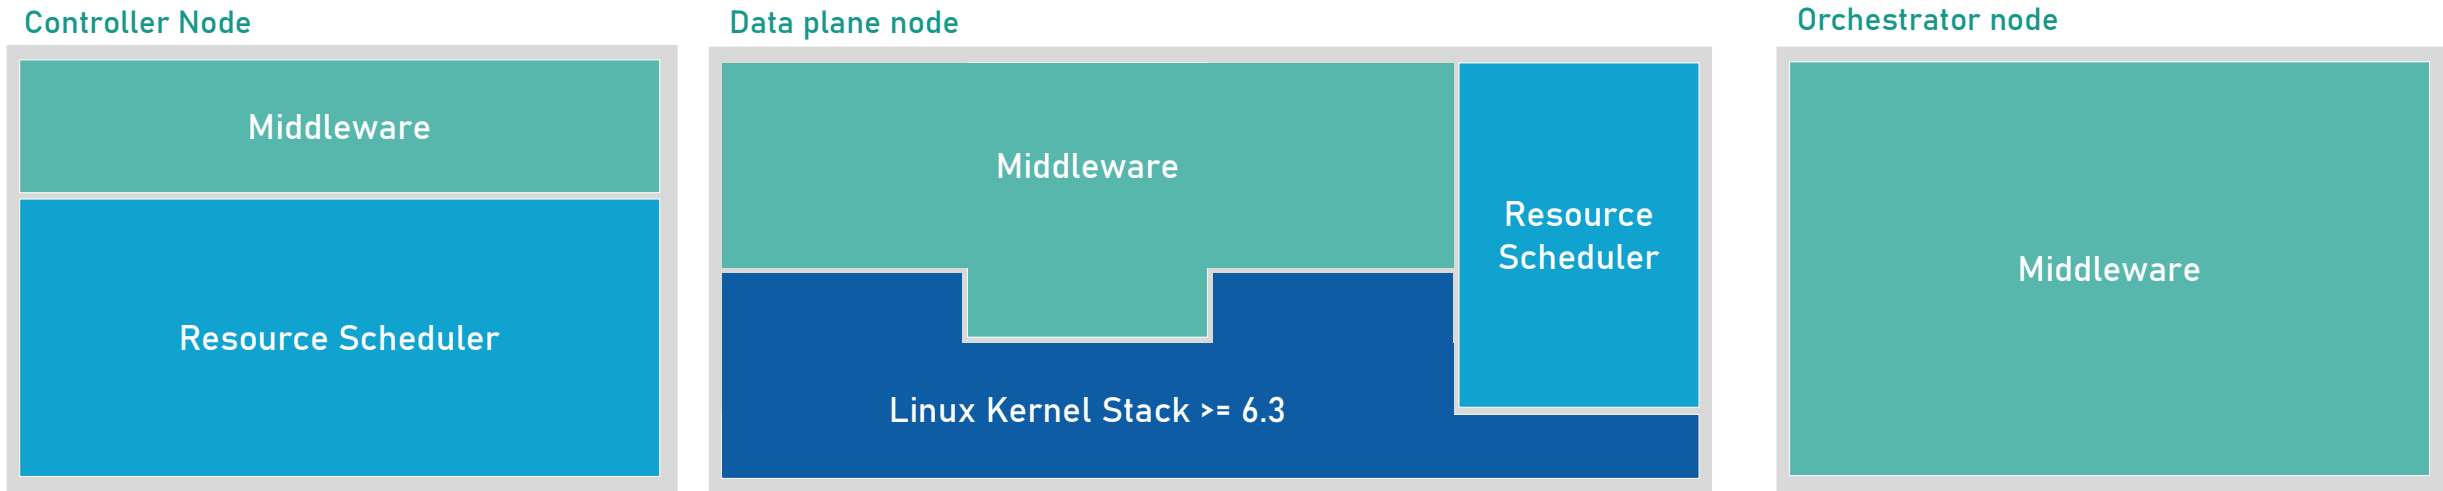 Controller Node
Middleware
Resource Scheduler
Data plane node
Middleware
Resource
Scheduler
Linux Kernel Stack >= 6.3
Orchestrator node
Middleware